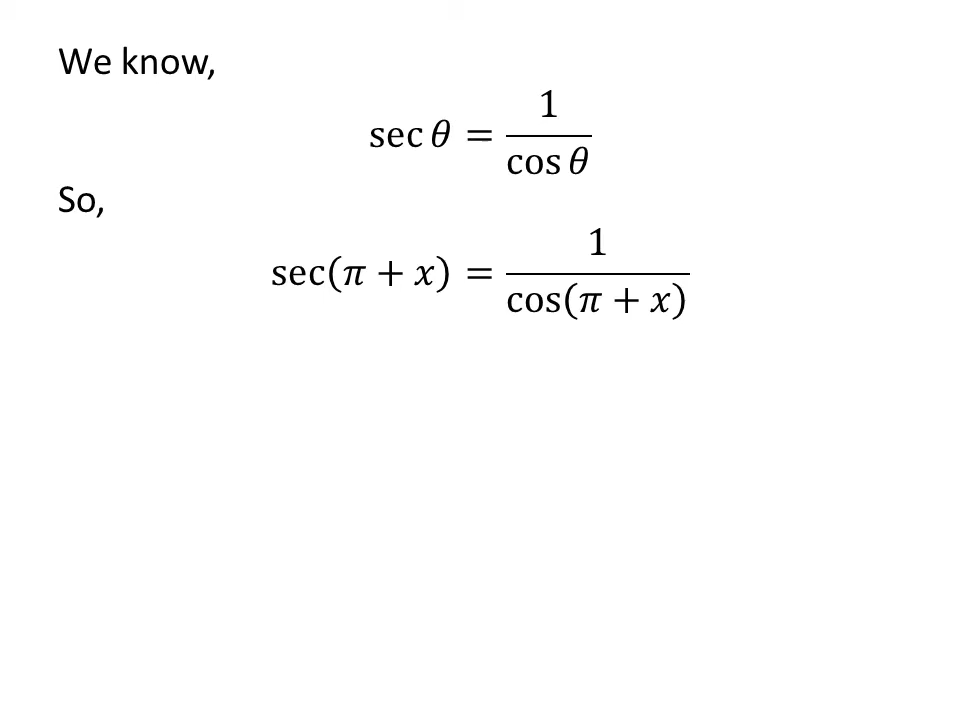 We know,
sec θ = 1/cos θ
So,
sec(π + x) = 1/cos(π + x)